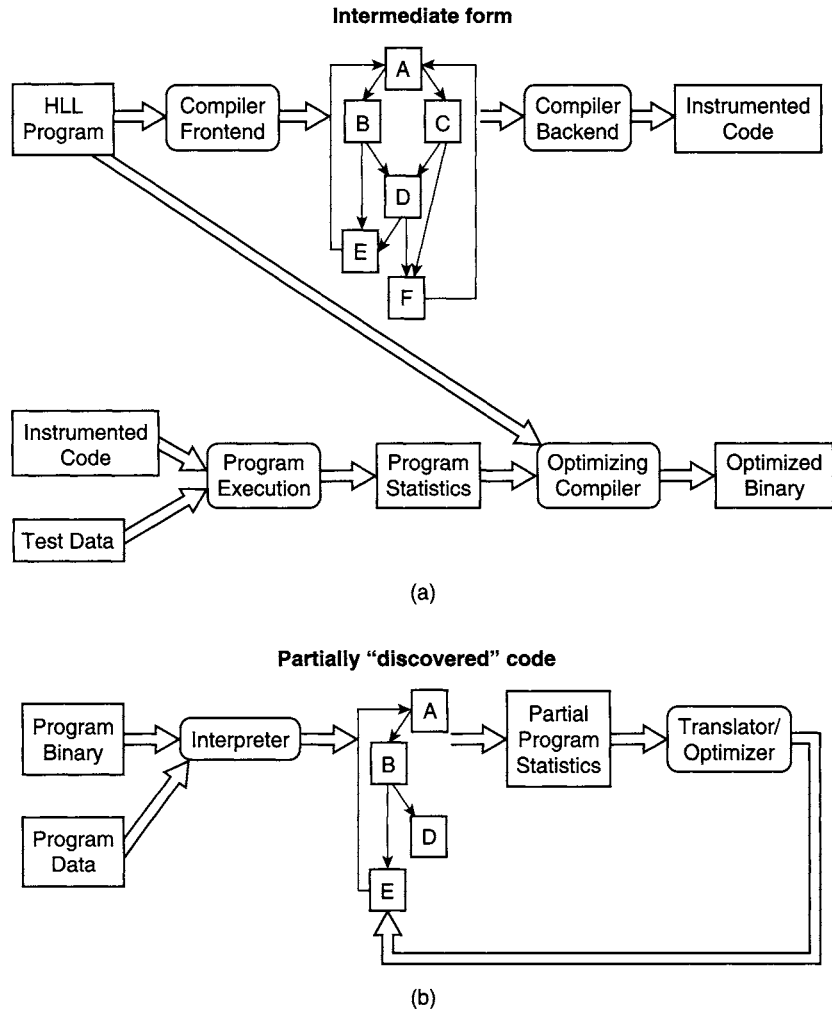 Intermediate form
A
HLL
Program
Compiler
Frontend
B
C
Compiler
Backend
Instrumented
Code
D
E
F
Instrumented
Code
Test Data
Program
Execution
Program
Statistics
Optimizing
Compiler
Optimized
Binary
(a)
Partially “discovered” code
Program
Binary
Program
Data
Interpreter
A
B
D
E
Partial
Program
Statistics
Translator/
Optimizer
(b)